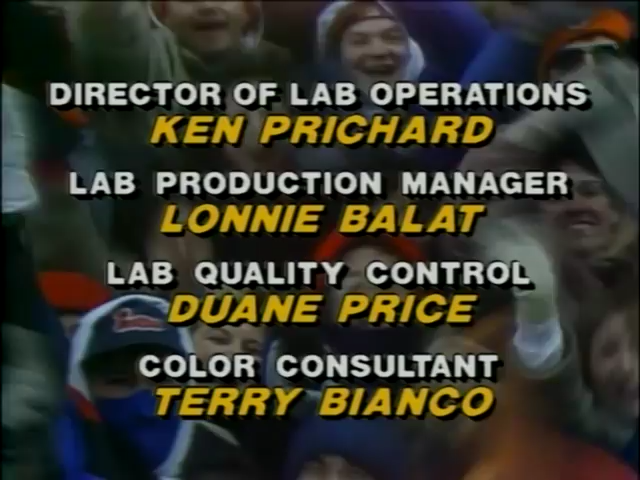 DIRECTOR OF LAB OPERATIONS
KEN PRICHARD
LAB PRODUCTION MANAGER
LONNIE BALAT
LAB QUALITY CONTROL
DUANE PRICE
COLOR CONSULTANT
TERRY BIANCO